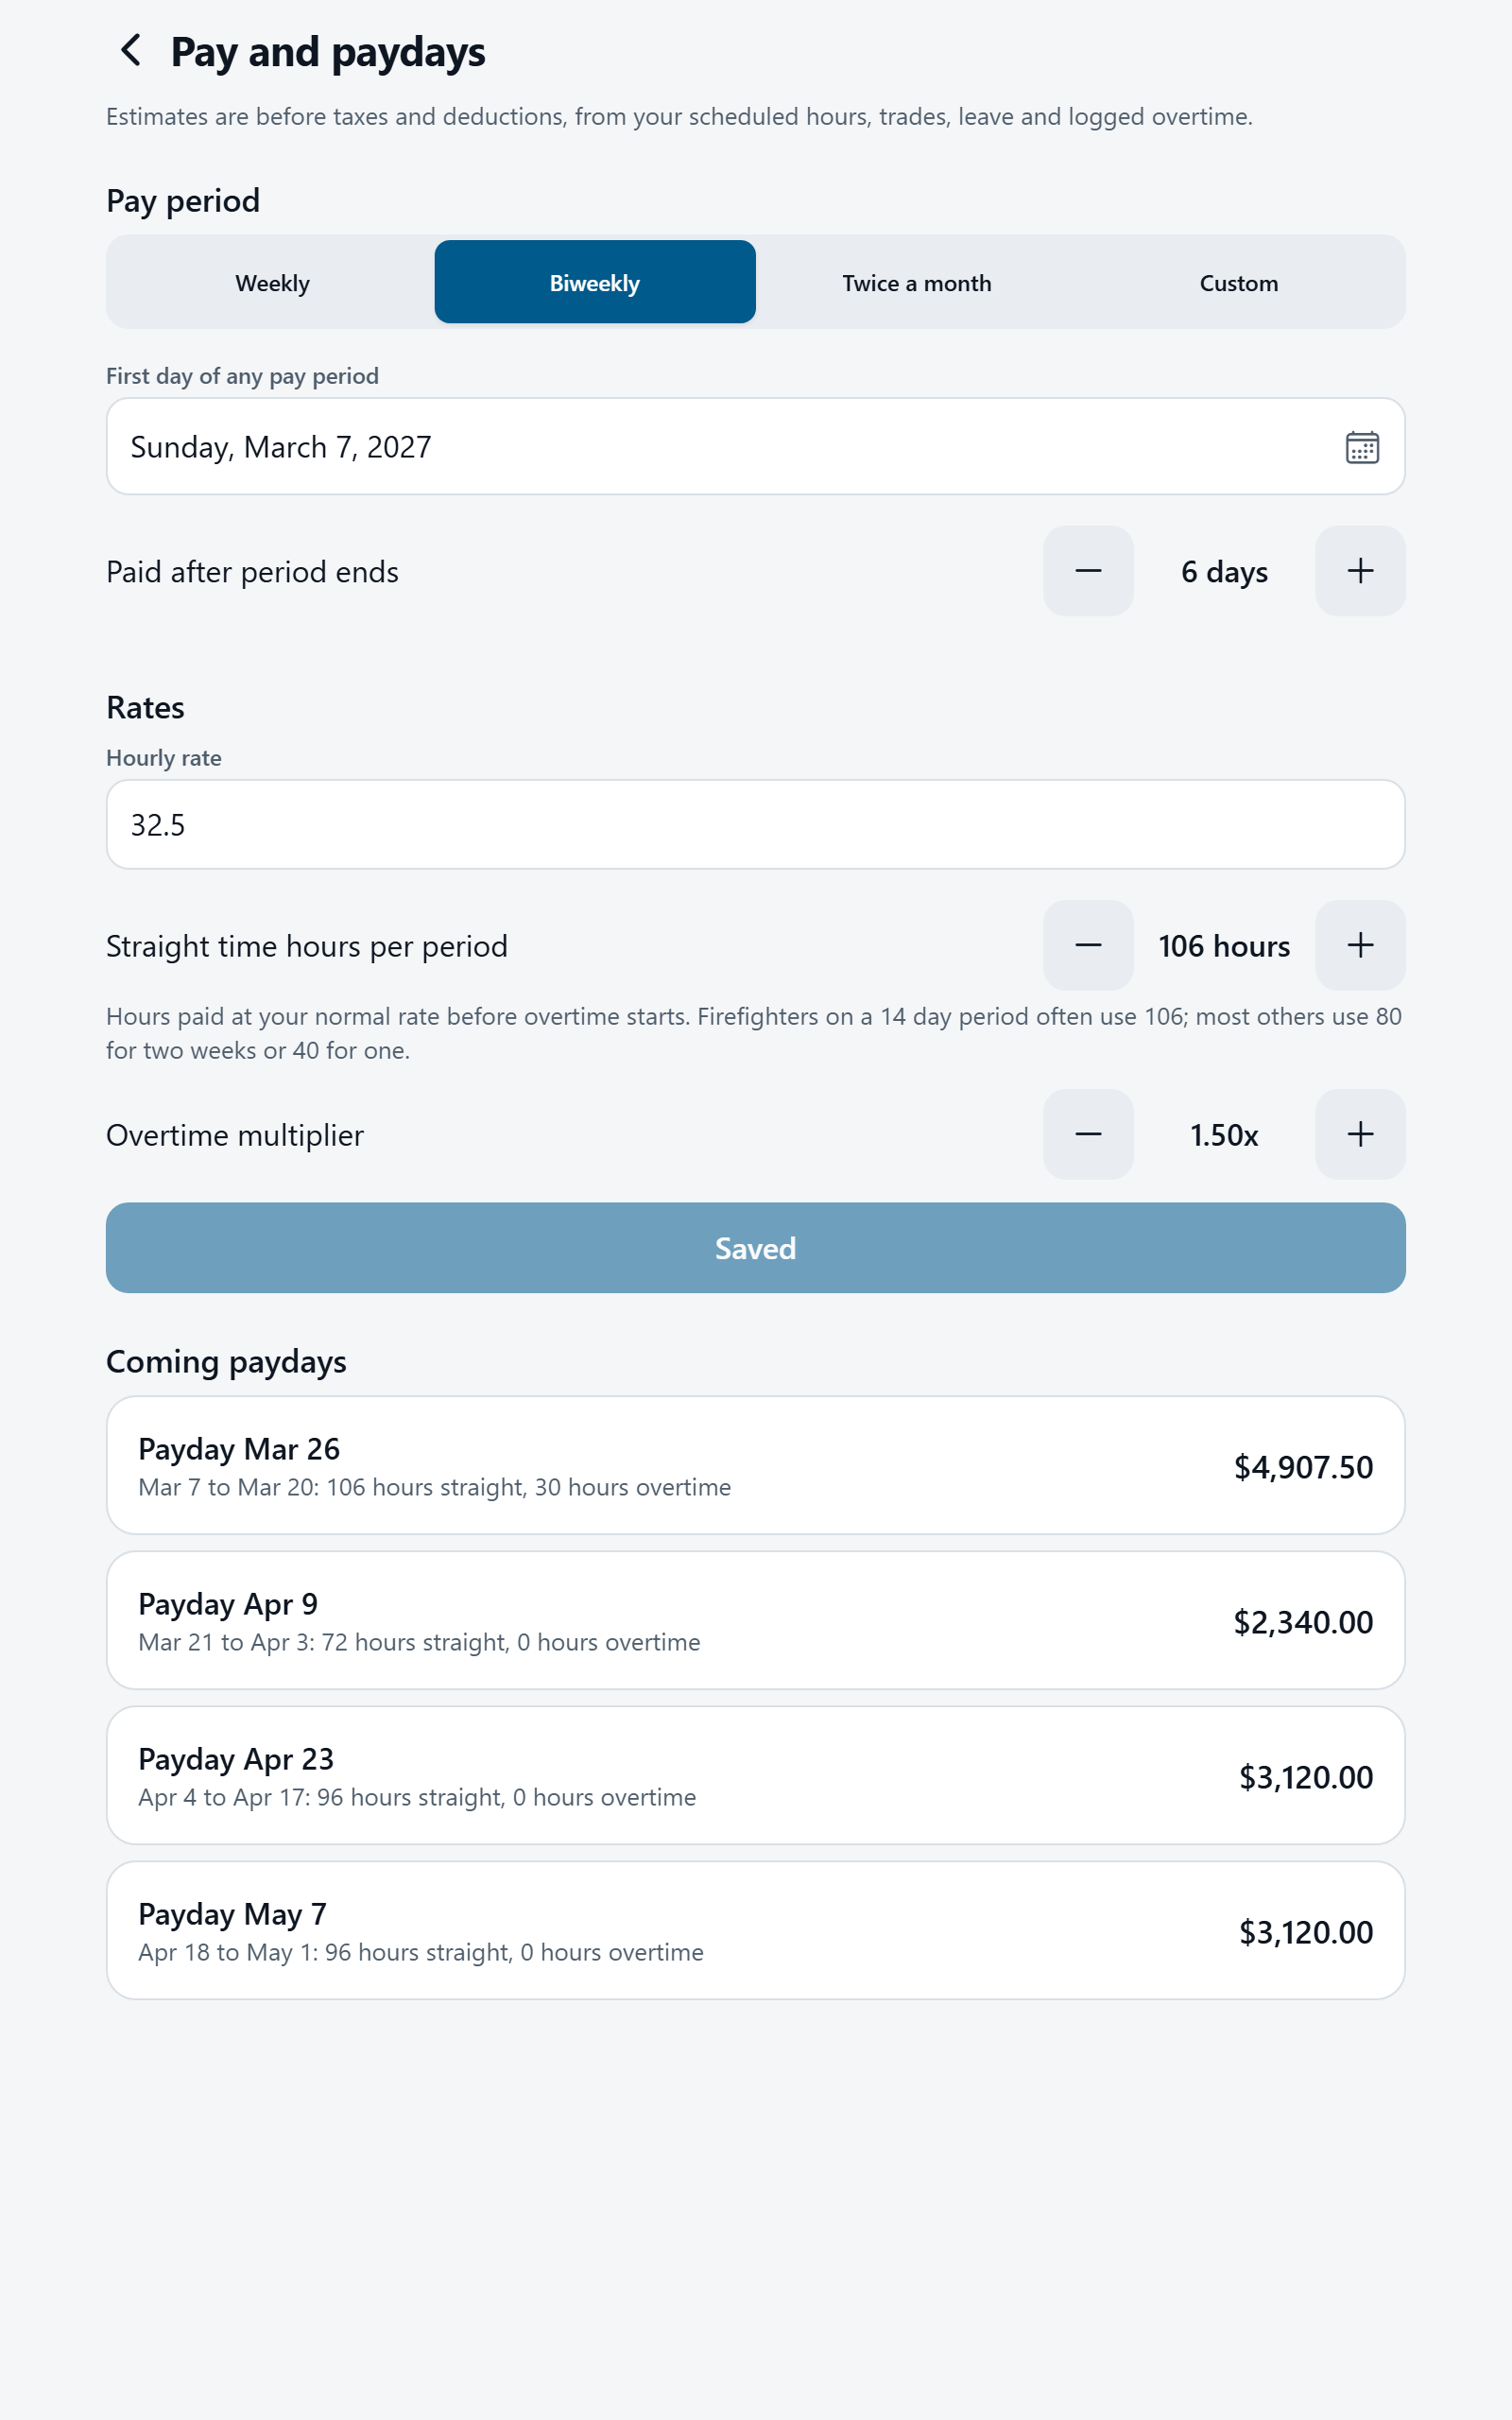 Pay and paydays
Estimates are before taxes and deductions, from your scheduled hours, trades, leave and logged overtime.
Pay period
Weekly
Biweekly
Twice a month
Custom
First day of any pay period
Sunday, March 7, 2027
Paid after period ends
6 days
Rates
Hourly rate
32.5
Straight time hours per period
106 hours
Hours paid at your normal rate before overtime starts. Firefighters on a 14 day period often use 106; most others use 80
for two weeks or 40 for one.
Overtime multiplier
1.50x
Saved
Coming paydays
Payday Mar 26
Mar 7 to Mar 20: 106 hours straight, 30 hours overtime
$4,907.50
Payday Apr 9
Mar 21 to Apr 3: 72 hours straight, 0 hours overtime
$2,340.00
Payday Apr 23
Apr 4 to Apr 17: 96 hours straight, 0 hours overtime
$3,120.00
Payday May 7
Apr 18 to May 1: 96 hours straight, 0 hours overtime
$3,120.00